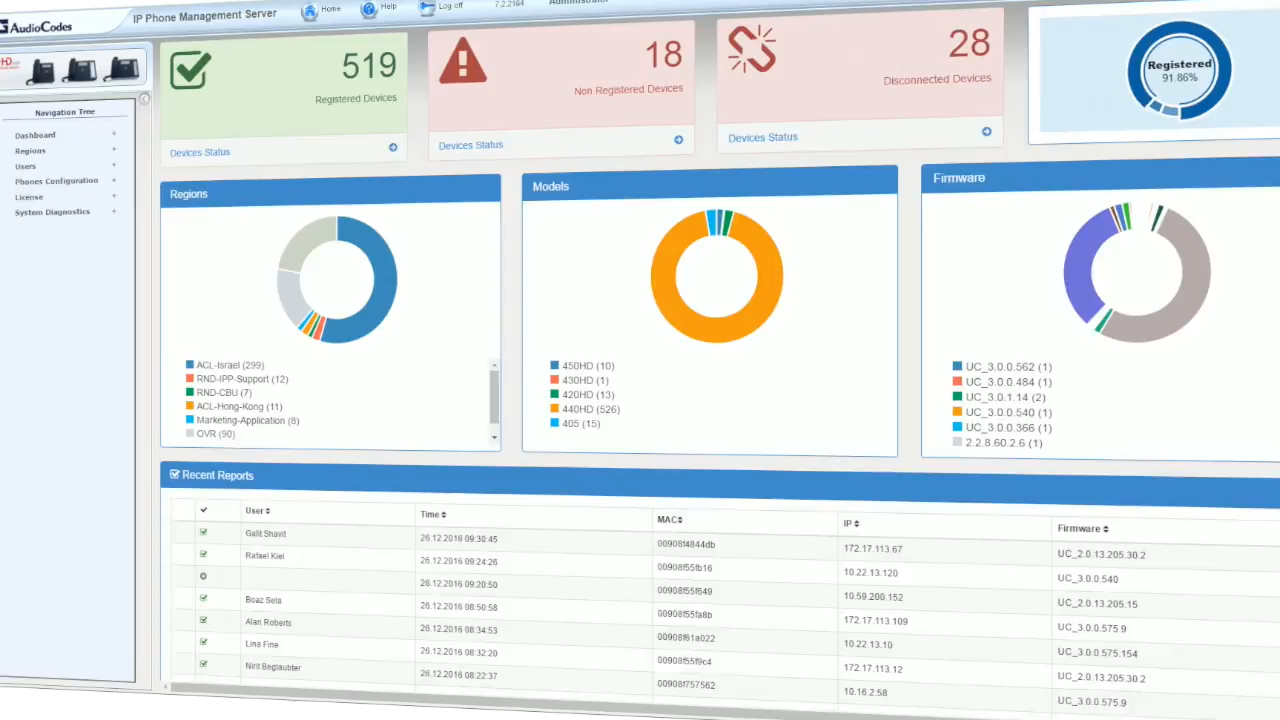 AudioCodes
IP Phone Management Server
Home
Help
Log off
7.2.2164
HD
Navigation Tree
Dashboard +
Regions +
Users +
Phones Configuration +
License +
System Diagnostics +
519
Registered Devices
Devices Status
18
Non Registered Devices
Devices Status
28
Disconnected Devices
Devices Status
Registered
91.86%
Regions
ACL-Israel (299)
RND-IPP-Support (12)
RND-CBU (7)
ACL-Hong-Kong (11)
Marketing-Application (8)
OVR (90)
Models
450HD (10)
430HD (1)
420HD (13)
440HD (526)
405 (15)
Firmware
UC_3.0.0.562 (1)
UC_3.0.0.484 (1)
UC_3.0.1.14 (2)
UC_3.0.0.540 (1)
UC_3.0.0.366 (1)
2.2.8.60.2.6 (1)
Recent Reports
User Time MAC IP Firmware
Galit Shavit 26.12.2016 09:30:45 00908f4844db 172.17.113.67 UC_2.0.13.205.30.2
Rafael Kiel 26.12.2016 09:24:26 00908f55fb16 10.22.13.120 UC_3.0.0.540
26.12.2016 09:20:50 00908f55f649 10.59.200.152 UC_2.0.13.205.15
Boaz Sela 26.12.2016 08:50:58 00908f55fa8b 172.17.113.109 UC_3.0.0.575.9
Alan Roberts 26.12.2016 08:34:53 00908f61a022 10.22.13.10 UC_3.0.0.575.154
Lina Fine 26.12.2016 08:32:20 00908f55f9c4 172.17.113.12 UC_2.0.13.205.30.2
Nirit Beglaubter 26.12.2016 08:22:37 00908f757562 10.16.2.58 UC_3.0.0.575.9